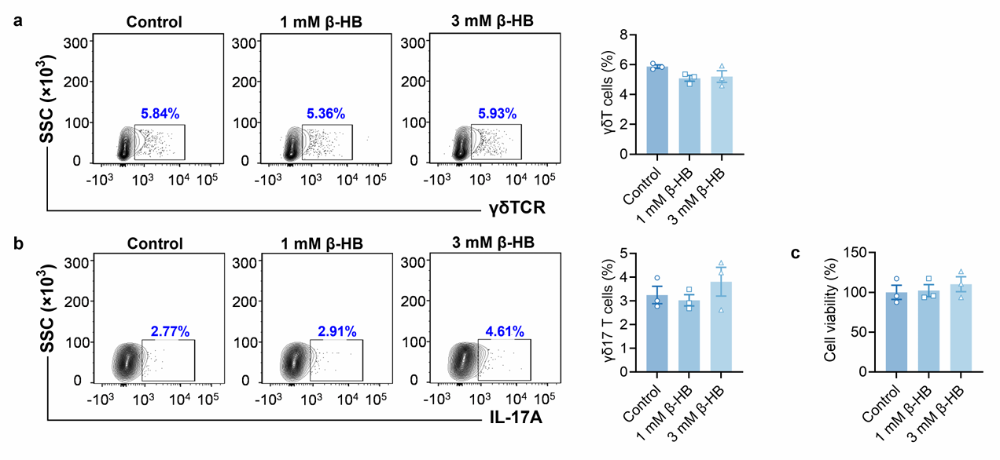 a
Control
1 mM β-HB
3 mM β-HB
SSC (×10³)
300
200
100
0
5.84%
-10³ 10³ 10⁴ 10⁵
300
200
100
0
5.36%
-10³ 10³ 10⁴ 10⁵
300
200
100
0
5.93%
-10³ 10³ 10⁴ 10⁵
γδTCR
γδT cells (%)
8
6
4
2
0
Control
1 mM β-HB
3 mM β-HB
b
Control
1 mM β-HB
3 mM β-HB
SSC (×10³)
300
200
100
0
2.77%
-10³ 10³ 10⁴ 10⁵
300
200
100
0
2.91%
-10³ 10³ 10⁴ 10⁵
300
200
100
0
4.61%
-10³ 10³ 10⁴ 10⁵
IL-17A
γδ17 T cells (%)
5
4
3
2
1
0
Control
1 mM β-HB
3 mM β-HB
c
Cell viability (%)
150
100
50
0
Control
1 mM β-HB
3 mM β-HB